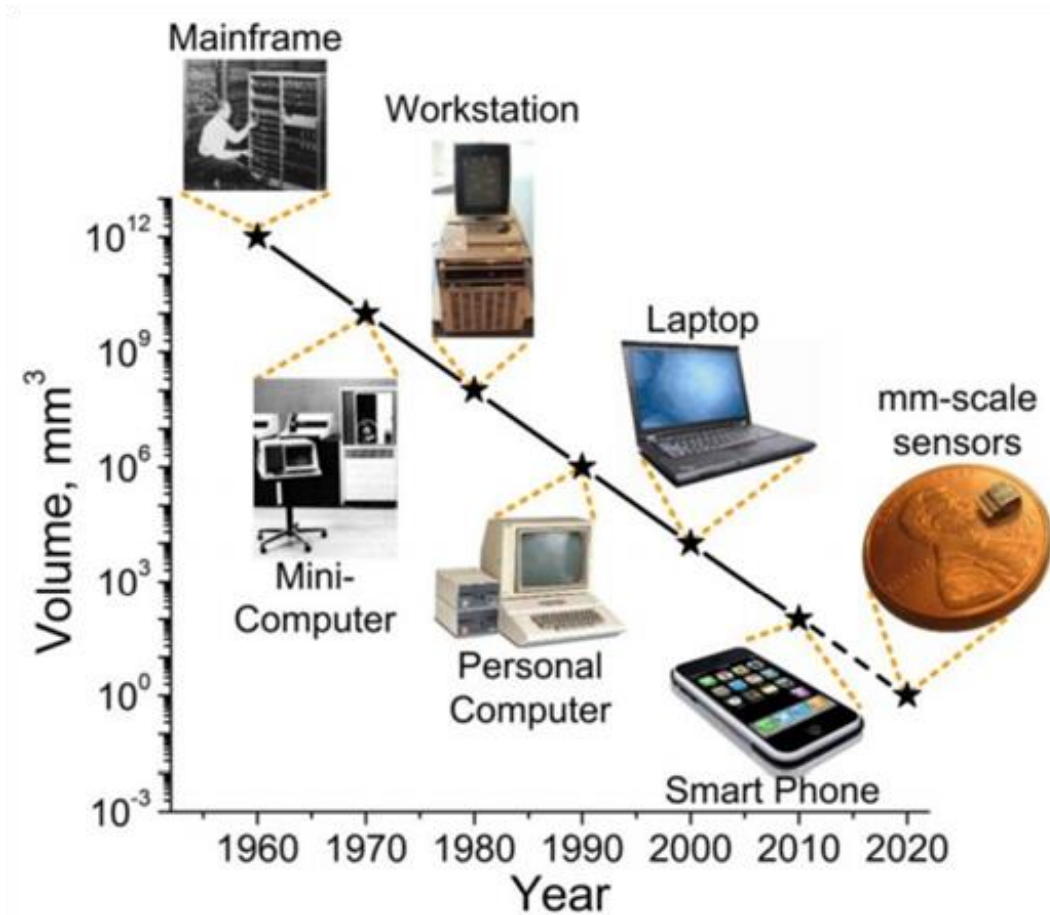 Mainframe
Workstation
Laptop
mm-scale
sensors
Mini-
Computer
Personal
Computer
Smart Phone
Volume, mm³
10¹²
10⁹
10⁶
10³
10⁰
10⁻³
1960 1970 1980 1990 2000 2010 2020
Year